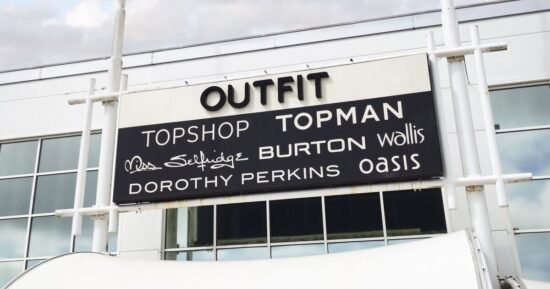 OUTFIT
TOPSHOP TOPMAN
Miss Selfridge BURTON wallis
DOROTHY PERKINS oasis